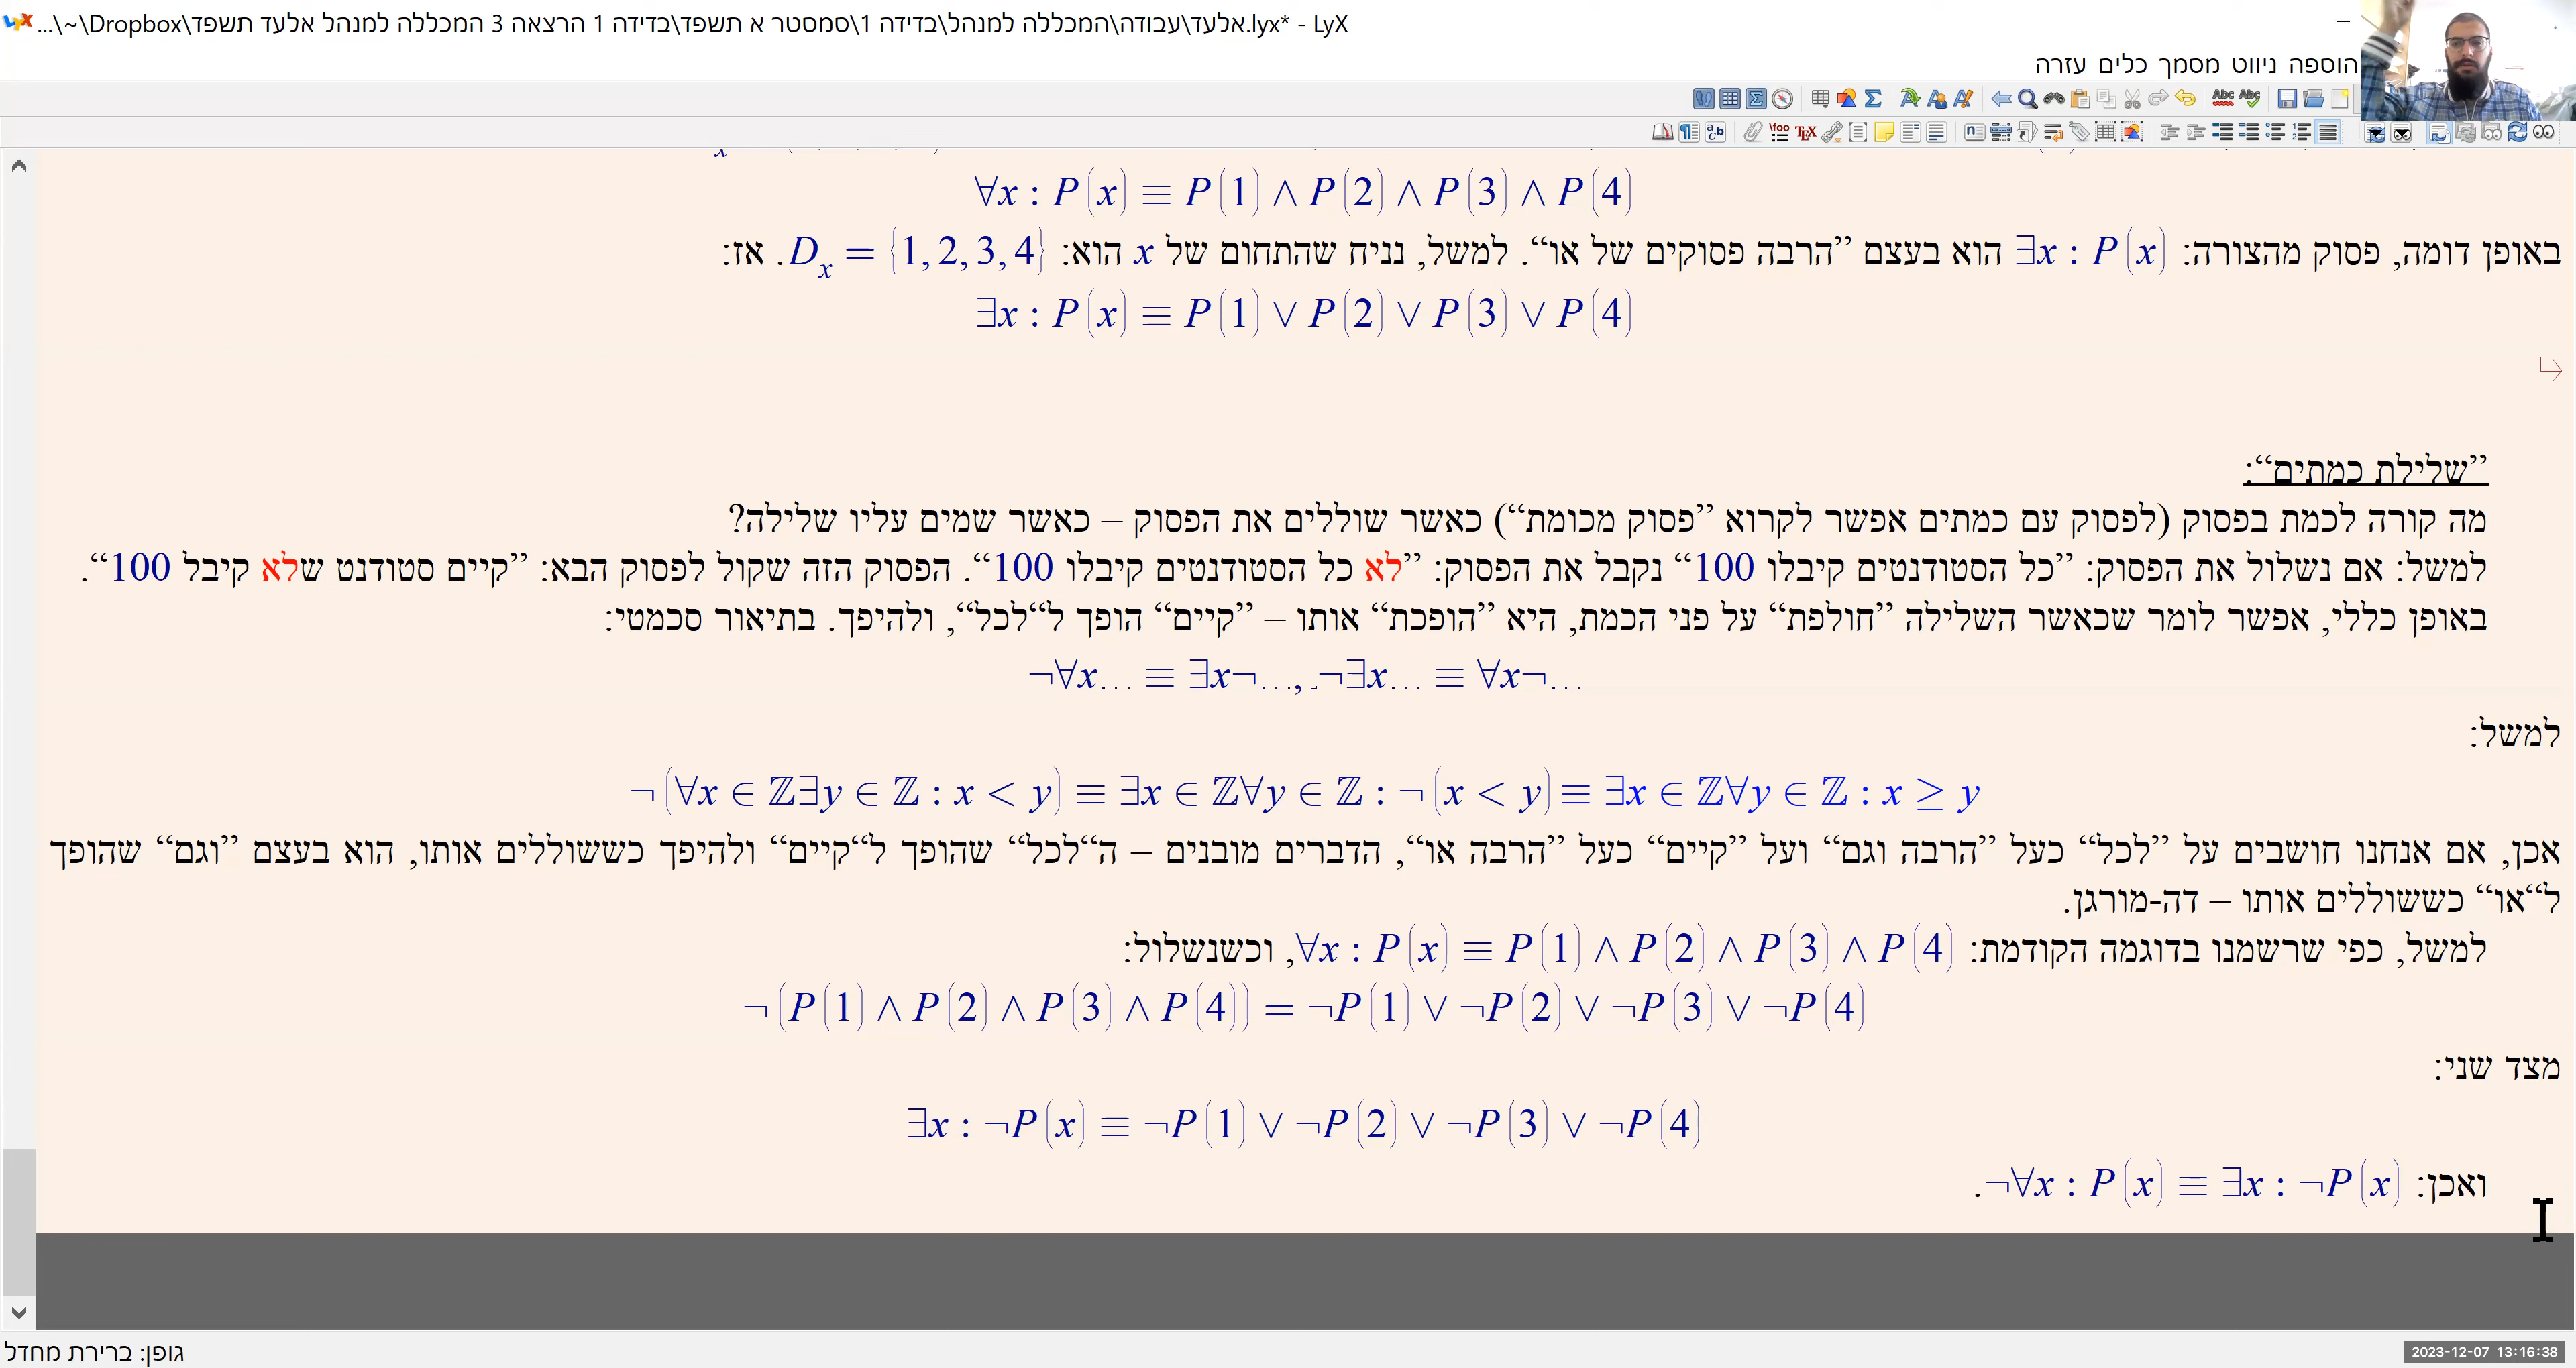 ...\~\Dropbox\אלעד\עבודה\המכללה למנהל\בדידה 1\סמסטר א תשפד\בדידה 1 הרצאה 3 המכללה למנהל אלעד תשפד.lyx* - LyX
הוספה ניווט מסמך כלים עזרה
∀x : P(x) ≡ P(1) ∧ P(2) ∧ P(3) ∧ P(4)
באופן דומה, פסוק מהצורה: ∃x : P(x) הוא בעצם ”הרבה פסוקים של או“. למשל, נניח שהתחום של x הוא: D_x = {1, 2, 3, 4}. אז:
∃x : P(x) ≡ P(1) ∨ P(2) ∨ P(3) ∨ P(4)
”שלילת כמתים“:
מה קורה לכמת בפסוק (לפסוק עם כמתים אפשר לקרוא ”פסוק מכומת“) כאשר שוללים את הפסוק – כאשר שמים עליו שלילה?
למשל: אם נשלול את הפסוק: ”כל הסטודנטים קיבלו 100“ נקבל את הפסוק: ”לא כל הסטודנטים קיבלו 100“. הפסוק הזה שקול לפסוק הבא: ”קיים סטודנט שלא קיבל 100“.
באופן כללי, אפשר לומר שכאשר השלילה ”חולפת“ על פני הכמת, היא ”הופכת“ אותו – ”קיים“ הופך ל“לכל“, ולהיפך. בתיאור סכמטי:
¬∀x... ≡ ∃x¬..., ¬∃x... ≡ ∀x¬...
למשל:
¬(∀x ∈ ℤ∃y ∈ ℤ : x < y) ≡ ∃x ∈ ℤ∀y ∈ ℤ : ¬(x < y) ≡ ∃x ∈ ℤ∀y ∈ ℤ : x ≥ y
אכן, אם אנחנו חושבים על ”לכל“ כעל ”הרבה וגם“ ועל ”קיים“ כעל ”הרבה או“, הדברים מובנים – ה“לכל“ שהופך ל“קיים“ ולהיפך כששוללים אותו, הוא בעצם ”וגם“ שהופך
ל“או“ כששוללים אותו – דה-מורגן.
למשל, כפי שרשמנו בדוגמה הקודמת: ∀x : P(x) ≡ P(1) ∧ P(2) ∧ P(3) ∧ P(4), וכשנשלול:
¬(P(1) ∧ P(2) ∧ P(3) ∧ P(4)) = ¬P(1) ∨ ¬P(2) ∨ ¬P(3) ∨ ¬P(4)
מצד שני:
∃x : ¬P(x) ≡ ¬P(1) ∨ ¬P(2) ∨ ¬P(3) ∨ ¬P(4)
ואכן: ¬∀x : P(x) ≡ ∃x : ¬P(x).
גופן: ברירת מחדל
2023-12-07 13:16:38